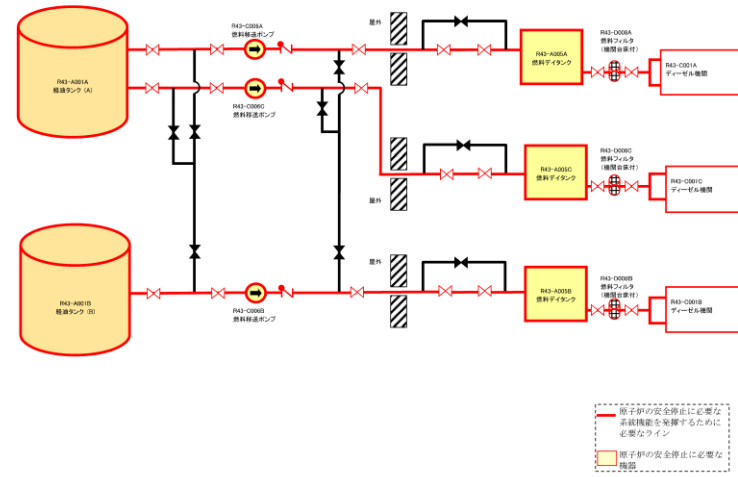 R43-C006A
燃料移送ポンプ
屋外
R43-D008A
燃料フィルタ
(機関台床付)
R43-A001A
軽油タンク (A)
R43-A005A
燃料デイタンク
R43-C001A
ディーゼル機関
R43-C006C
燃料移送ポンプ
R43-D008C
燃料フィルタ
(機関台床付)
R43-A005C
燃料デイタンク
R43-C001C
ディーゼル機関
屋外
屋外
R43-D008B
燃料フィルタ
(機関台床付)
R43-A001B
軽油タンク (B)
R43-A005B
燃料デイタンク
R43-C001B
ディーゼル機関
R43-C006B
燃料移送ポンプ
原子炉の安全停止に必要な
系統機能を発揮するために
必要なライン
原子炉の安全停止に必要な
機器